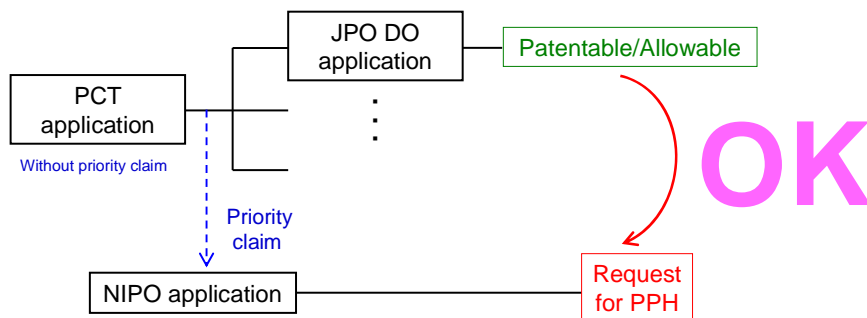 JPO DO
application
Patentable/Allowable
PCT
application
Without priority claim
OK
Priority
claim
NIPO application
Request
for PPH